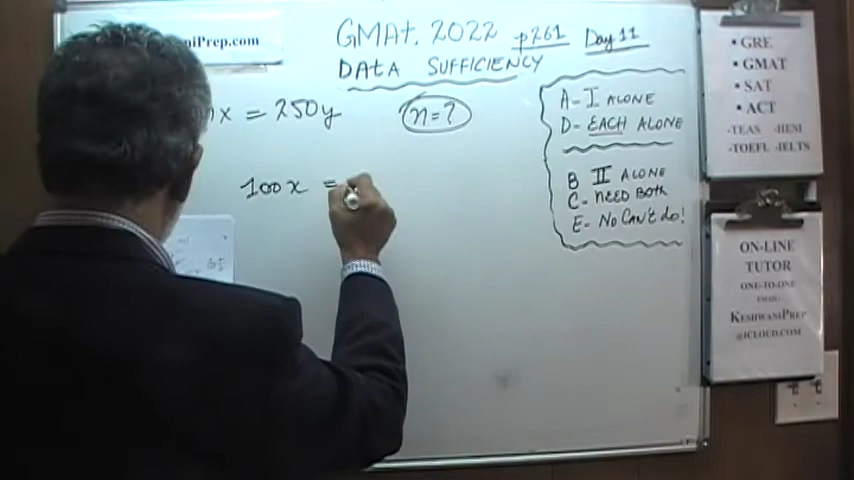 niPrep.com
GMAT. 2022 p261 Day 11
DATA SUFFICIENCY
x = 250y
n = ?
100x =
A - I ALONE
D = EACH ALONE
B II ALONE
C = NEED BOTH
E = NO CAN'T do!
• GRE
• GMAT
• SAT
• ACT
-TEAS -HESI
-TOEFL -IELTS
ON-LINE
TUTOR
ONE-TO-ONE
KESHWANIPREP
@ICLOUD.COM